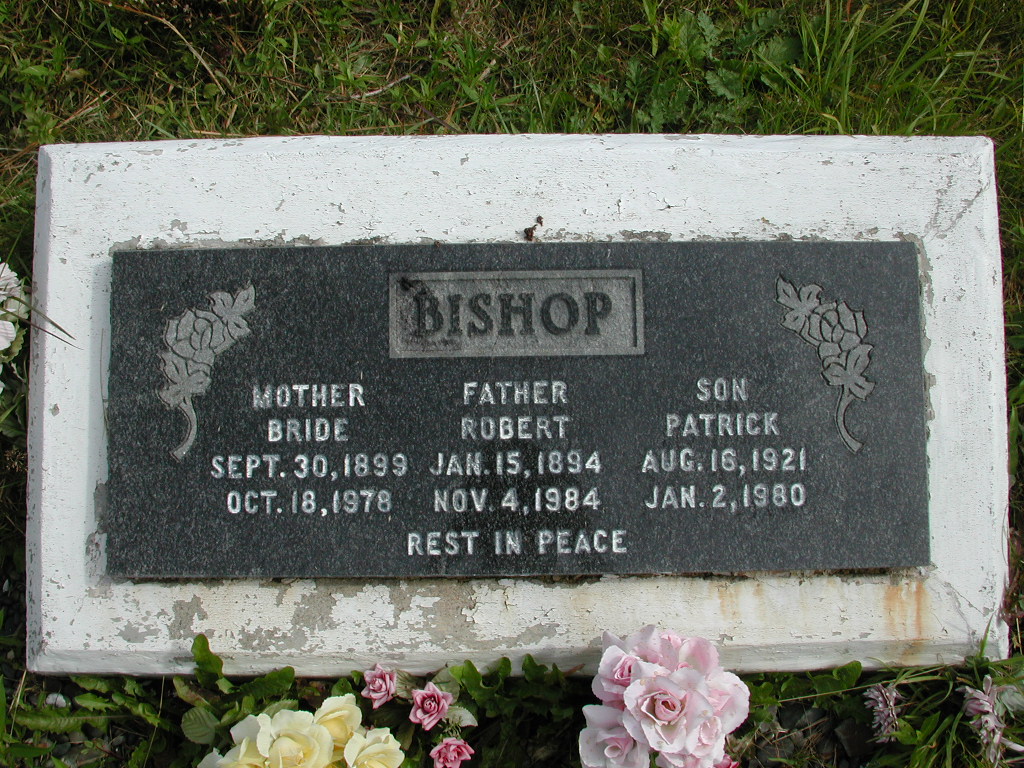 BISHOP
MOTHER FATHER SON
BRIDE ROBERT PATRICK
SEPT. 30, 1899 JAN. 15, 1894 AUG. 16, 1921
OCT. 18, 1978 NOV. 4, 1984 JAN. 2, 1980
REST IN PEACE